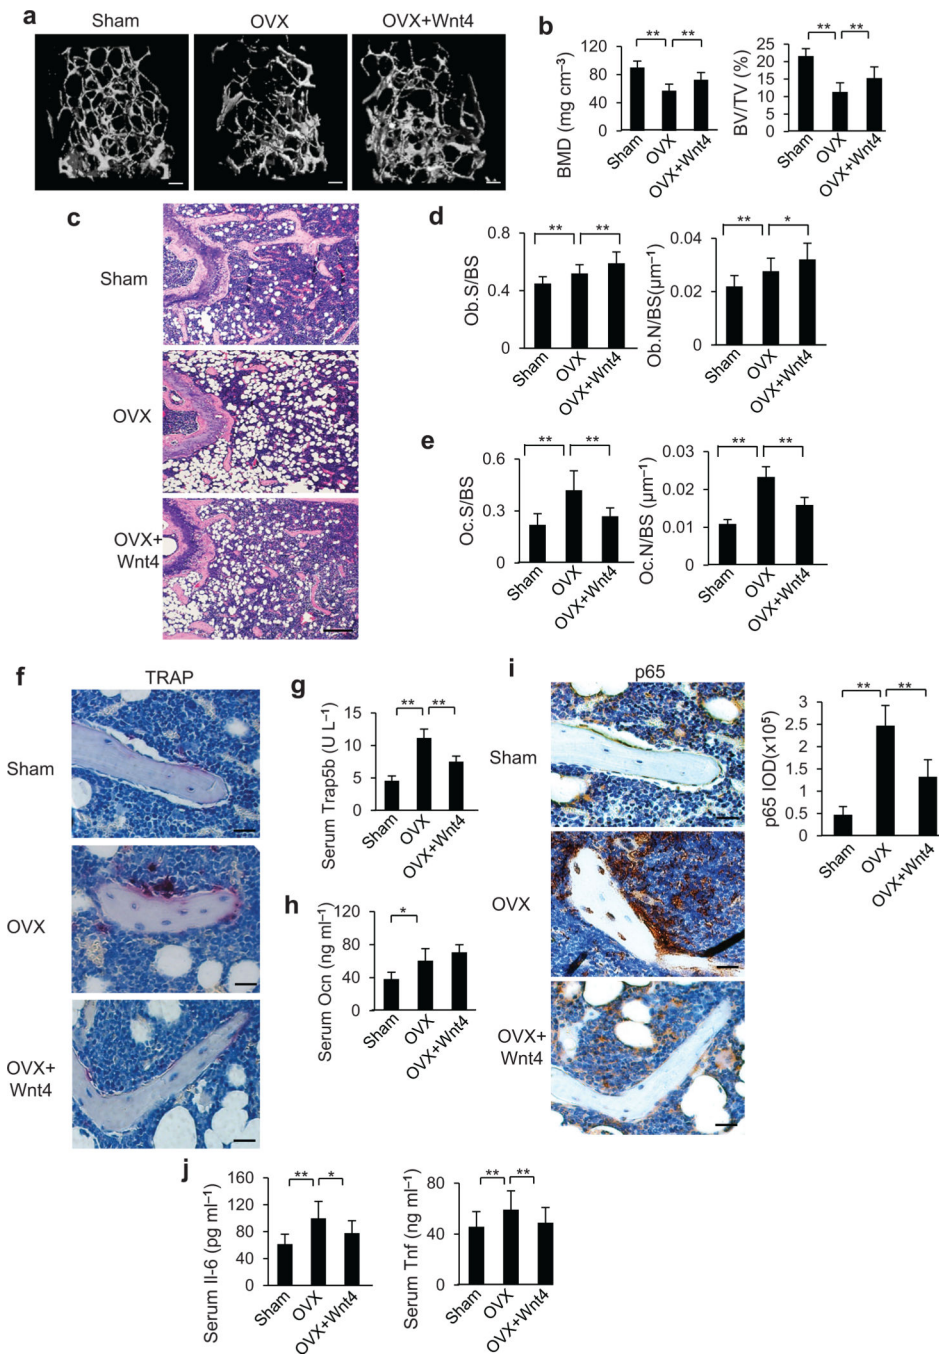 a
Sham
OVX
OVX+Wnt4
b
**
**
BMD (mg cm⁻³)
120
90
60
30
0
Sham
OVX
OVX+Wnt4
**
**
BV/TV (%)
25
20
15
10
5
0
Sham
OVX
OVX+Wnt4
c
Sham
OVX
OVX+
Wnt4
d
**
**
Ob.S/BS
0.8
0.4
0
Sham
OVX
OVX+Wnt4
**
*
Ob.N/BS(μm⁻¹)
0.04
0.02
0
Sham
OVX
OVX+Wnt4
e
**
**
Oc.S/BS
0.6
0.3
0
Sham
OVX
OVX+Wnt4
**
**
Oc.N/BS (μm⁻¹)
0.03
0.02
0.01
0
Sham
OVX
OVX+Wnt4
f
TRAP
Sham
OVX
OVX+
Wnt4
g
**
**
Serum Trap5b (U L⁻¹)
15
10
5
0
Sham
OVX
OVX+Wnt4
h
*
Serum Ocn (ng ml⁻¹)
120
80
40
0
Sham
OVX
OVX+Wnt4
i
p65
Sham
OVX
OVX+
Wnt4
**
**
p65 IOD(x10⁵)
3
2.5
2
1.5
1
0.5
0
Sham
OVX
OVX+Wnt4
j
**
*
Serum Il-6 (pg ml⁻¹)
160
120
80
40
0
Sham
OVX
OVX+Wnt4
**
**
Serum Tnf (ng ml⁻¹)
80
40
0
Sham
OVX
OVX+Wnt4